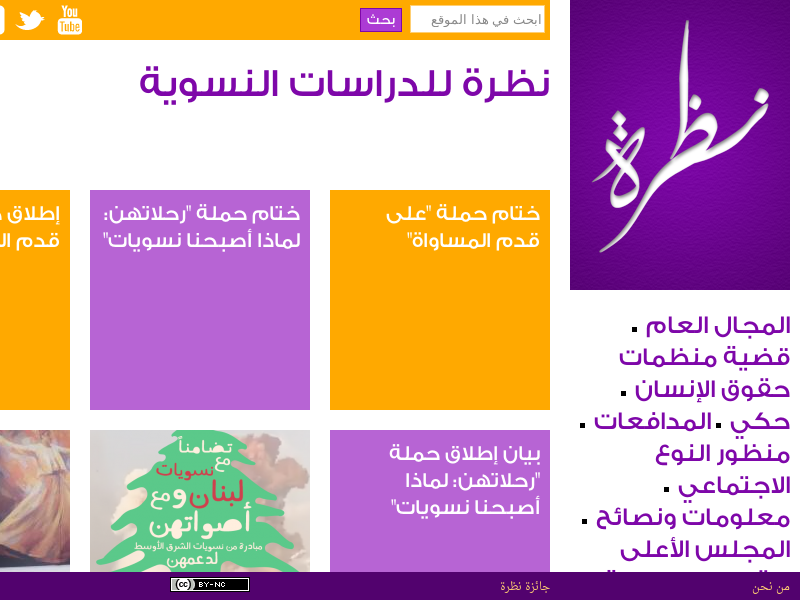 ابحث في هذا الموقع
بحث
You
Tube
نظرة
نظرة للدراسات النسوية
ختام حملة "على
قدم المساواة"
ختام حملة "رحلاتهن:
لماذا أصبحنا نسويات"
إطلاق
قدم
بيان إطلاق حملة
"رحلاتهن: لماذا
أصبحنا نسويات"
تضامناً
مع
نسويات
لبنان ومع
أصواتهن
مبادرة من نسويات الشرق الأوسط
لدعمهن
المجال العام
قضية منظمات
حقوق الإنسان
حكي المدافعات
منظور النوع
الاجتماعي
معلومات ونصائح
المجلس الأعلى
من نحن
جائزة نظرة
cc BY-NC